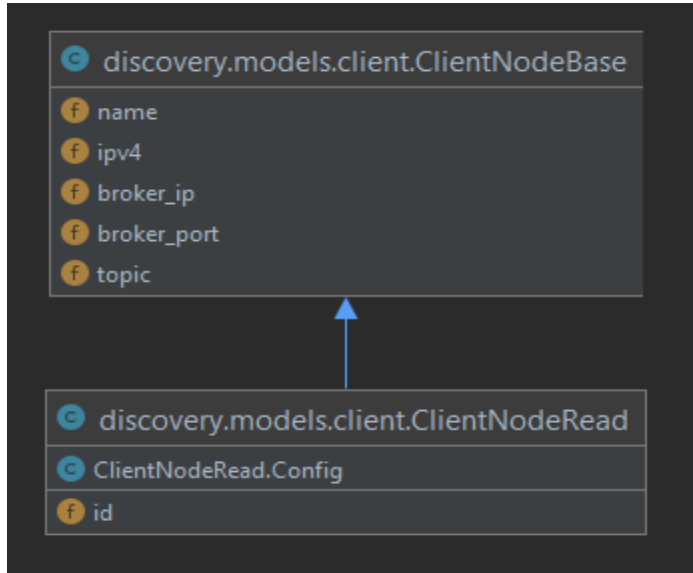 C discovery.models.client.ClientNodeBase
f name
f ipv4
f broker_ip
f broker_port
f topic
C discovery.models.client.ClientNodeRead
C ClientNodeRead.Config
f id